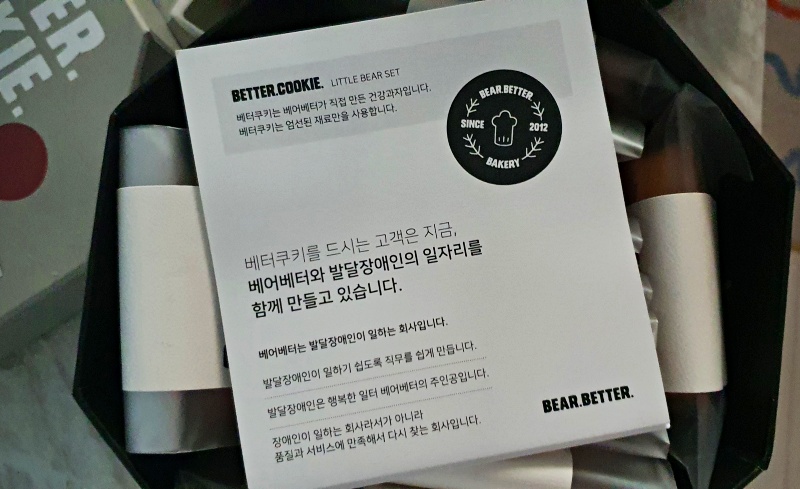 BETTER.COOKIE. LITTLE BEAR SET
베터쿠키는 베어베터가 직접 만든 건강과자입니다.
베터쿠키는 엄선된 재료만을 사용합니다.
BEAR.BETTER.
SINCE 2012
BAKERY
베터쿠키를 드시는 고객은 지금,
베어베터와 발달장애인의 일자리를
함께 만들고 있습니다.
베어베터는 발달장애인이 일하는 회사입니다.
발달장애인이 일하기 쉽도록 직무를 쉽게 만듭니다.
발달장애인은 행복한 일터 베어베터의 주인공입니다.
장애인이 일하는 회사라서가 아니라
품질과 서비스에 만족해서 다시 찾는 회사입니다.
BEAR.BETTER.